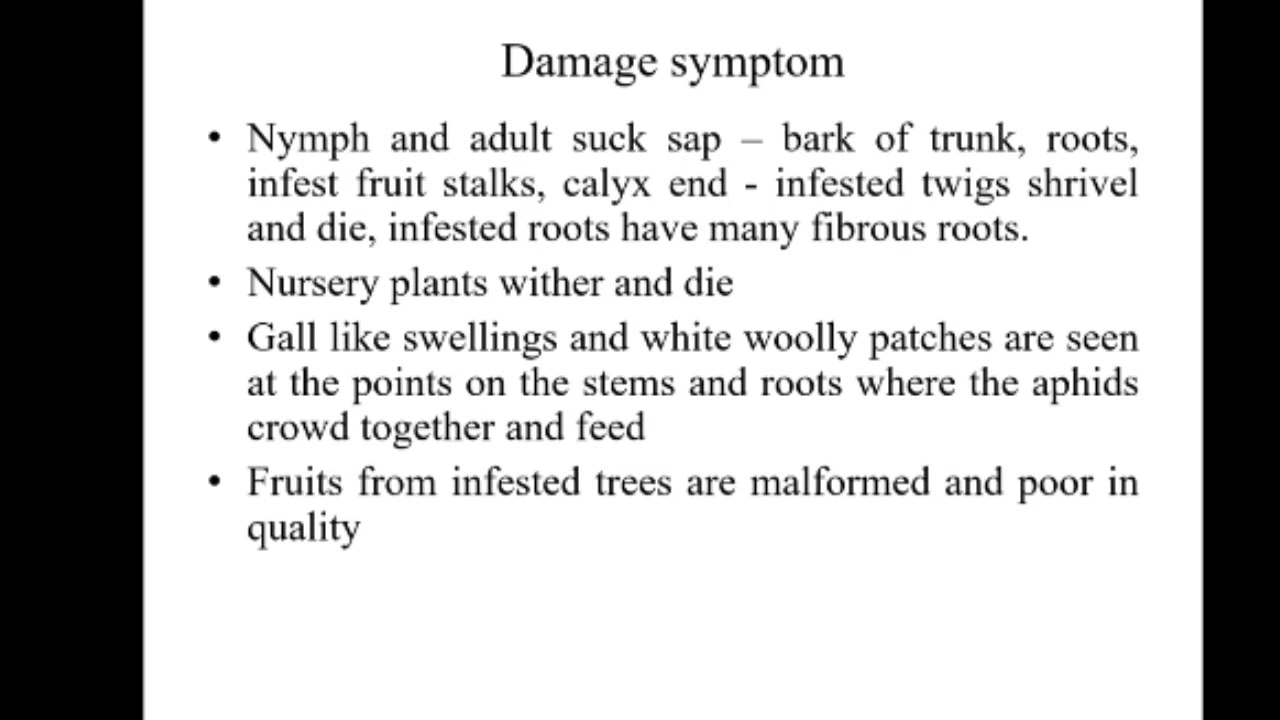 Damage symptom
• Nymph and adult suck sap – bark of trunk, roots,
infest fruit stalks, calyx end - infested twigs shrivel
and die, infested roots have many fibrous roots.
• Nursery plants wither and die
• Gall like swellings and white woolly patches are seen
at the points on the stems and roots where the aphids
crowd together and feed
• Fruits from infested trees are malformed and poor in
quality